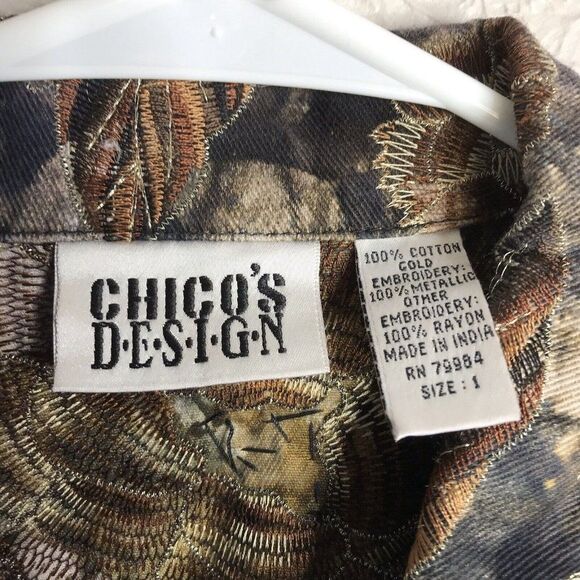 CHICO'S
D•E•S•I•G•N
100% COTTON
GOLD
EMBROIDERY:
100% METALLIC
OTHER
EMBROIDERY:
100% RAYON
MADE IN INDIA
RN 79984
SIZE: 1